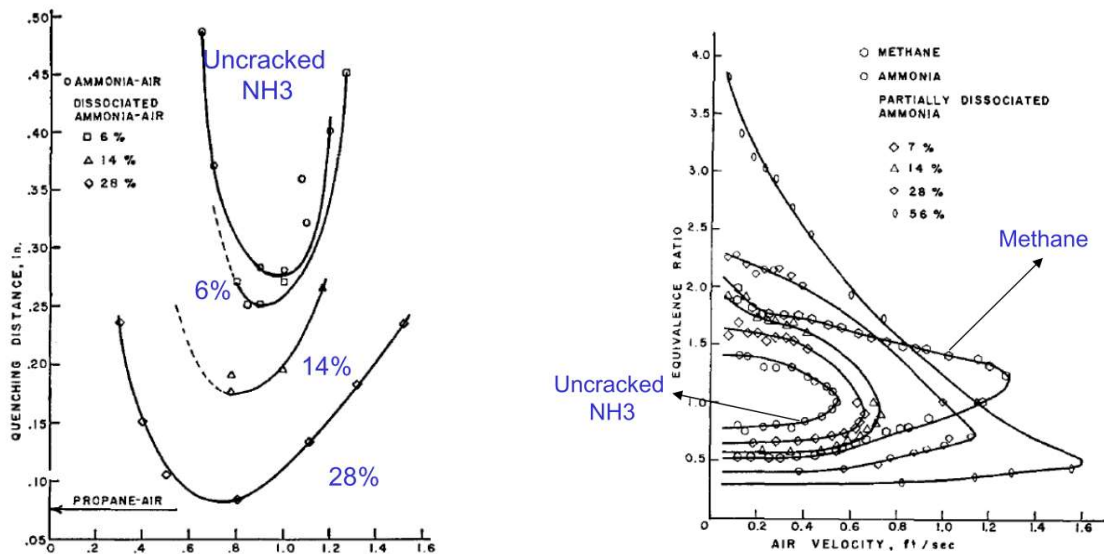 QUENCHING DISTANCE, in.
.50
.45
.40
.35
.30
.25
.20
.15
.10
.05
AMMONIA-AIR
DISSOCIATED
AMMONIA-AIR
6 %
14 %
28 %
Uncracked
NH3
6%
14%
28%
PROPANE-AIR
0
.2
.4
.6
.8
1.0
1.2
1.4
1.6
EQUIVALENCE RATIO
4.0
3.5
3.0
2.5
2.0
1.5
1.0
0.5
METHANE
AMMONIA
PARTIALLY DISSOCIATED
AMMONIA
7 %
14 %
28 %
56 %
Methane
Uncracked
NH3
0
0.2
0.4
0.6
0.8
1.0
1.2
1.4
1.6
AIR VELOCITY, ft/sec